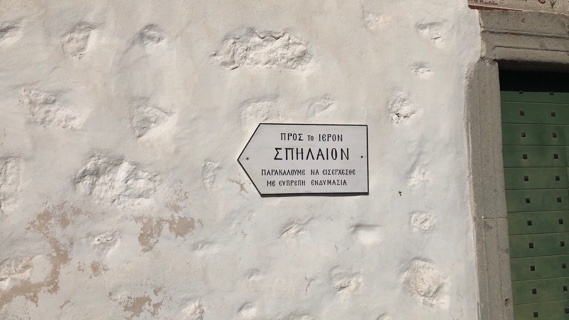 ΠΡΟΣ το ΙΕΡΟΝ
ΣΠΗΛΑΙΟΝ
ΠΑΡΑΚΑΛΟΥΜΕ ΝΑ ΕΙΣΕΡΧΕΣΘΕ
ΜΕ ΕΥΠΡΕΠΗ ΕΝΔΥΜΑΣΙΑ